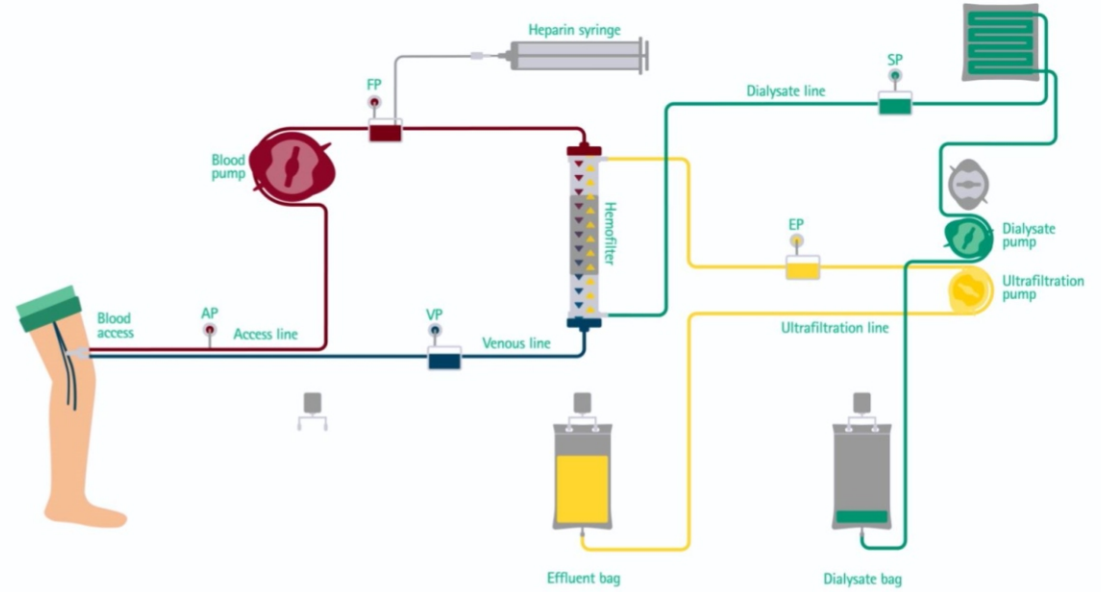 Heparin syringe
FP
SP
Dialysate line
Blood
pump
Hemofilter
EP
Dialysate
pump
Ultrafiltration
pump
Blood
access
AP
Access line
VP
Venous line
Ultrafiltration line
Effluent bag
Dialysate bag